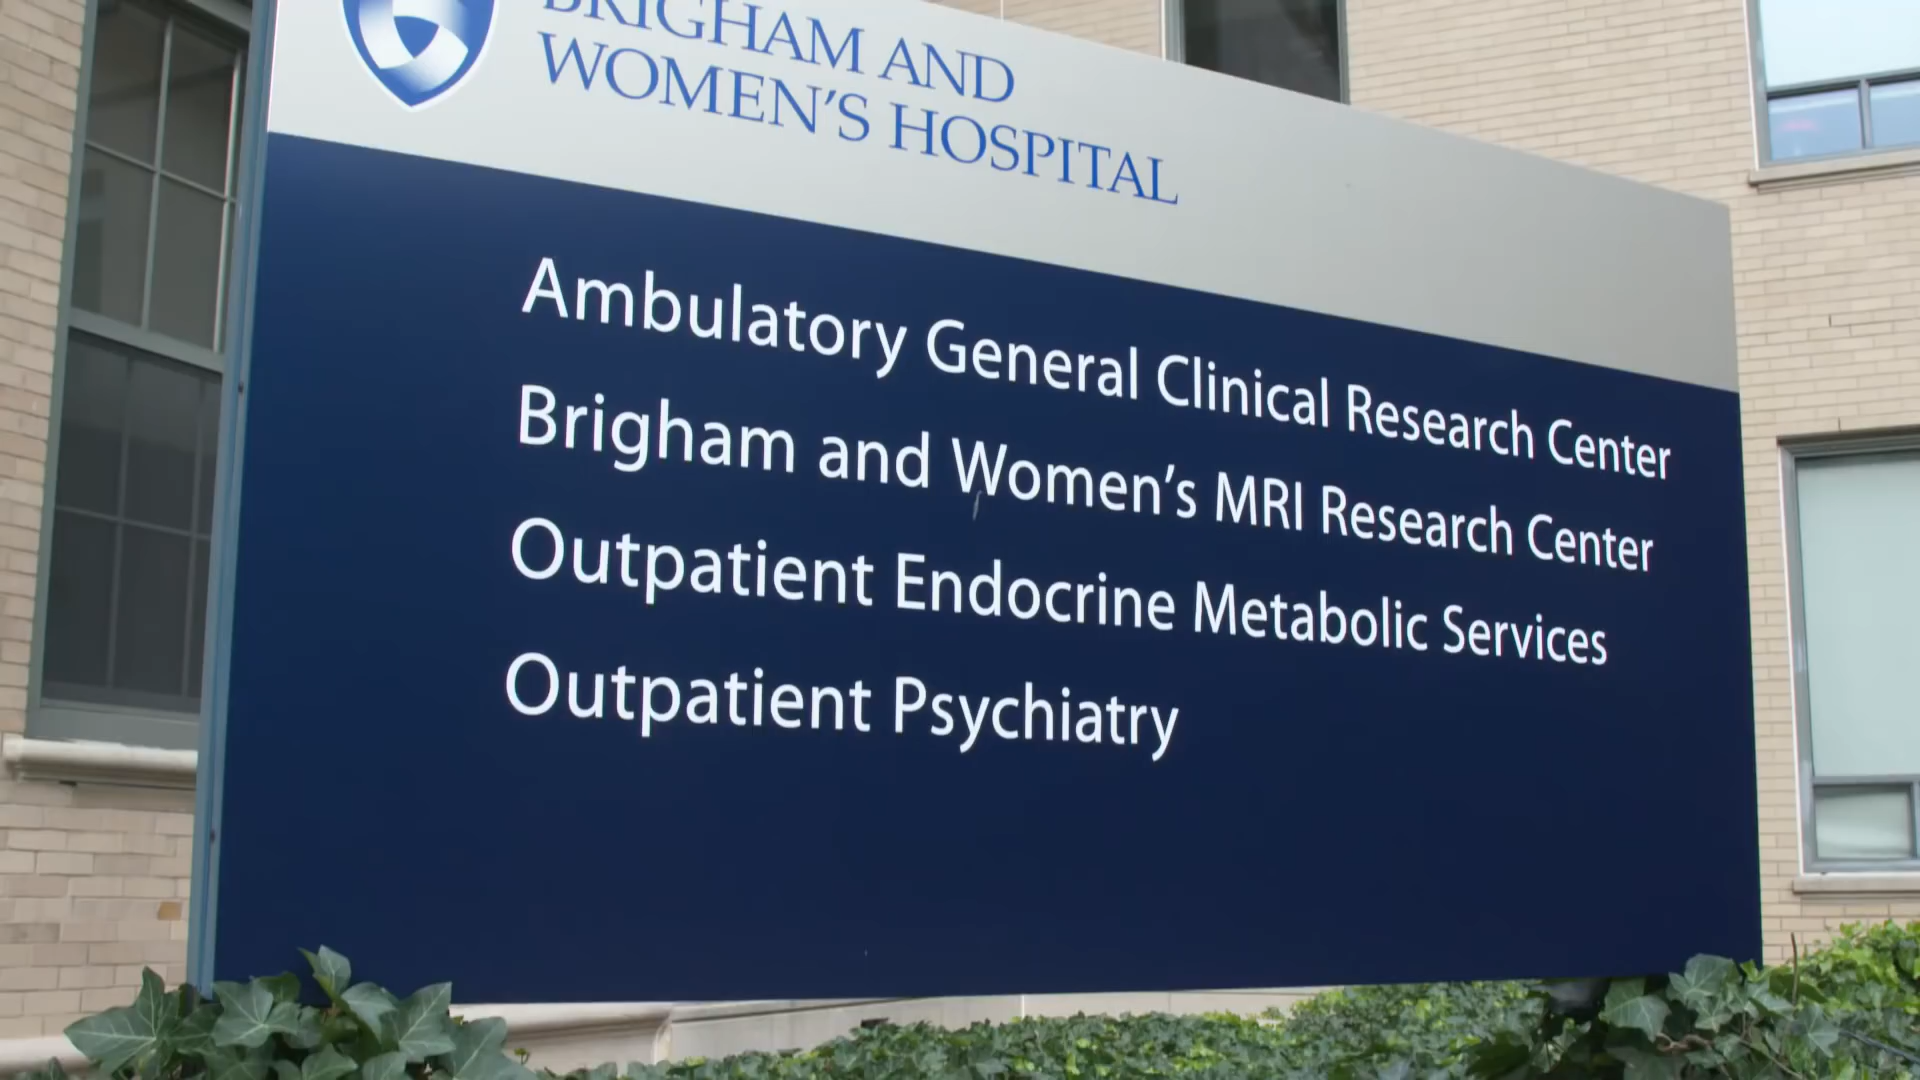 BRIGHAM AND
WOMEN'S HOSPITAL
Ambulatory General Clinical Research Center
Brigham and Women's MRI Research Center
Outpatient Endocrine Metabolic Services
Outpatient Psychiatry